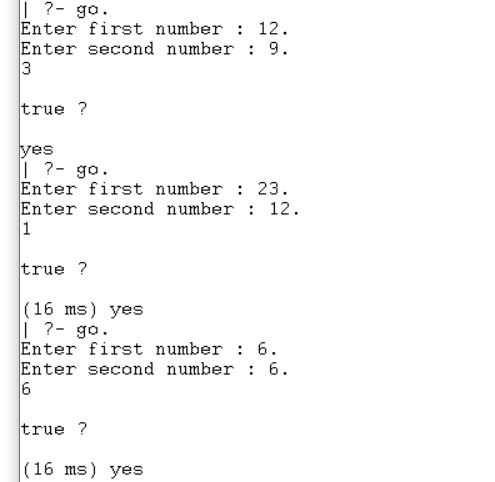 | ?- go.
Enter first number : 12.
Enter second number : 9.
3
true ?
yes
| ?- go.
Enter first number : 23.
Enter second number : 12.
1
true ?
(16 ms) yes
| ?- go.
Enter first number : 6.
Enter second number : 6.
6
true ?
(16 ms) yes